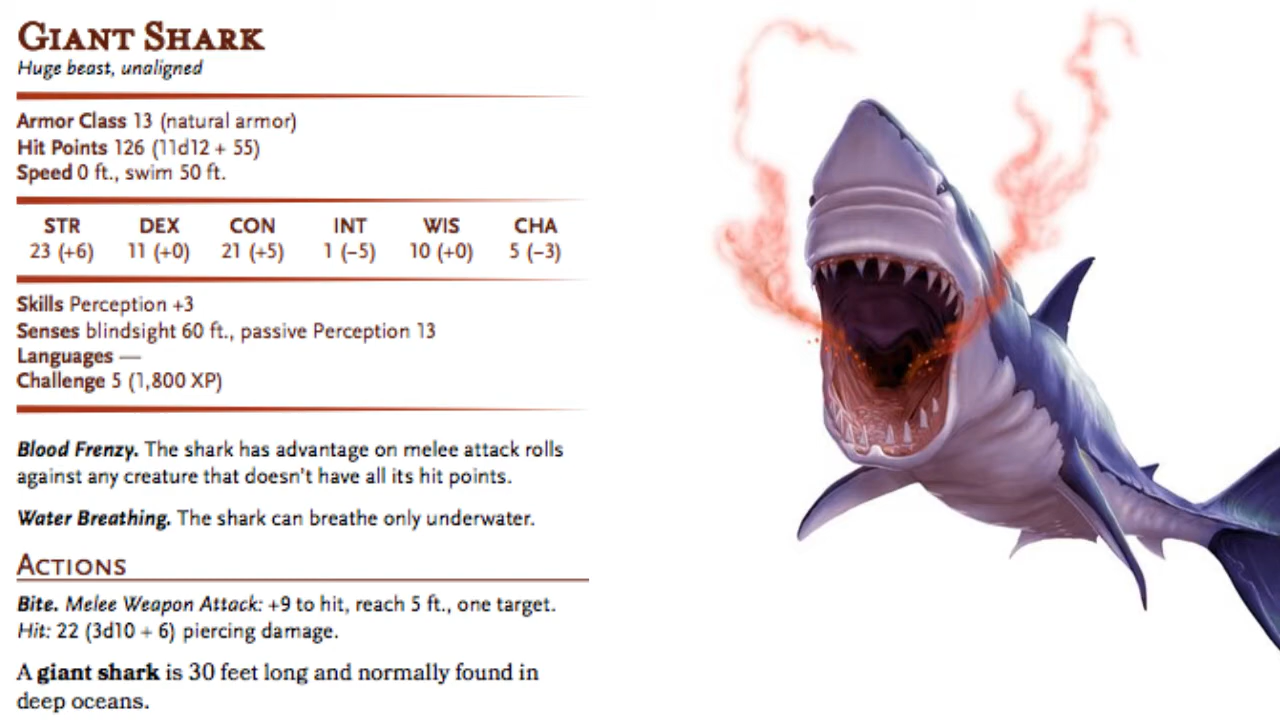 GIANT SHARK
Huge beast, unaligned
Armor Class 13 (natural armor)
Hit Points 126 (11d12 + 55)
Speed 0 ft., swim 50 ft.
STR DEX CON INT WIS CHA
23 (+6) 11 (+0) 21 (+5) 1 (−5) 10 (+0) 5 (−3)
Skills Perception +3
Senses blindsight 60 ft., passive Perception 13
Languages —
Challenge 5 (1,800 XP)
Blood Frenzy. The shark has advantage on melee attack rolls
against any creature that doesn't have all its hit points.
Water Breathing. The shark can breathe only underwater.
ACTIONS
Bite. Melee Weapon Attack: +9 to hit, reach 5 ft., one target.
Hit: 22 (3d10 + 6) piercing damage.
A giant shark is 30 feet long and normally found in
deep oceans.